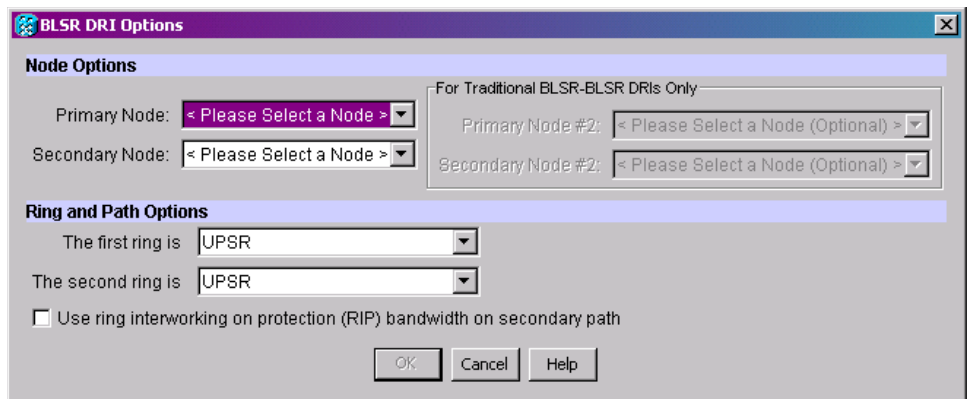 BLSR DRI Options
Node Options
For Traditional BLSR-BLSR DRIs Only
Primary Node: < Please Select a Node >
Primary Node #2: < Please Select a Node (Optional) >
Secondary Node: < Please Select a Node >
Secondary Node #2: < Please Select a Node (Optional) >
Ring and Path Options
The first ring is UPSR
The second ring is UPSR
Use ring interworking on protection (RIP) bandwidth on secondary path
OK Cancel Help